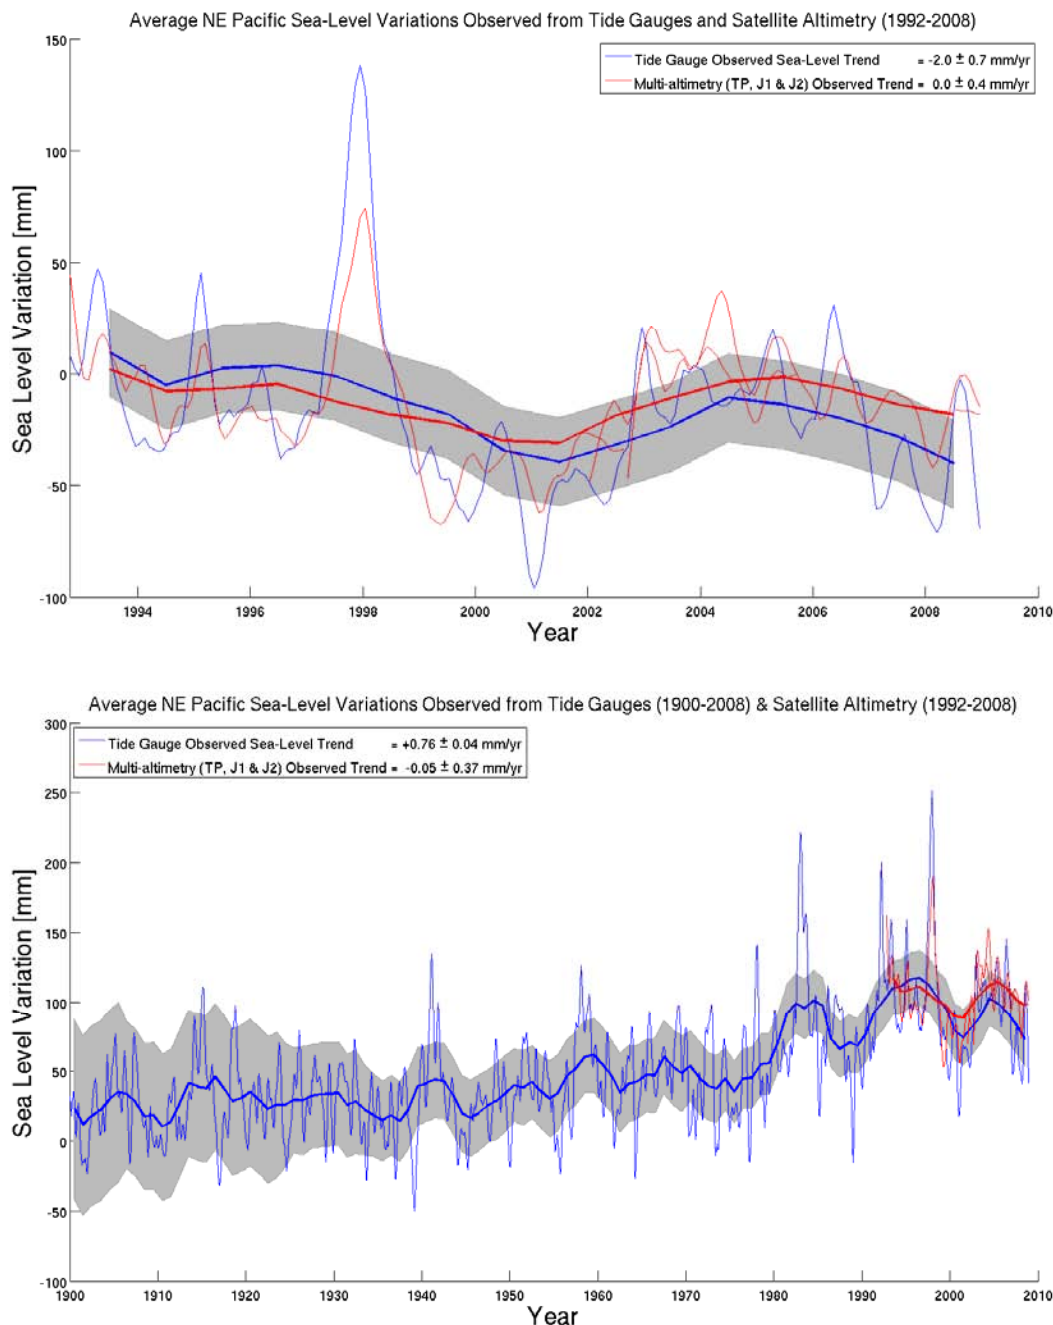 Average NE Pacific Sea-Level Variations Observed from Tide Gauges and Satellite Altimetry (1992-2008)
150
100
50
0
-50
-100
Sea Level Variation [mm]
Tide Gauge Observed Sea-Level Trend = -2.0 ± 0.7 mm/yr
Multi-altimetry (TP, J1 & J2) Observed Trend = 0.0 ± 0.4 mm/yr
1994 1996 1998 2000 2002 2004 2006 2008 2010
Year
Average NE Pacific Sea-Level Variations Observed from Tide Gauges (1900-2008) & Satellite Altimetry (1992-2008)
300
250
200
150
100
50
0
-50
-100
Sea Level Variation [mm]
Tide Gauge Observed Sea-Level Trend = +0.76 ± 0.04 mm/yr
Multi-altimetry (TP, J1 & J2) Observed Trend = -0.05 ± 0.37 mm/yr
1900 1910 1920 1930 1940 1950 1960 1970 1980 1990 2000 2010
Year